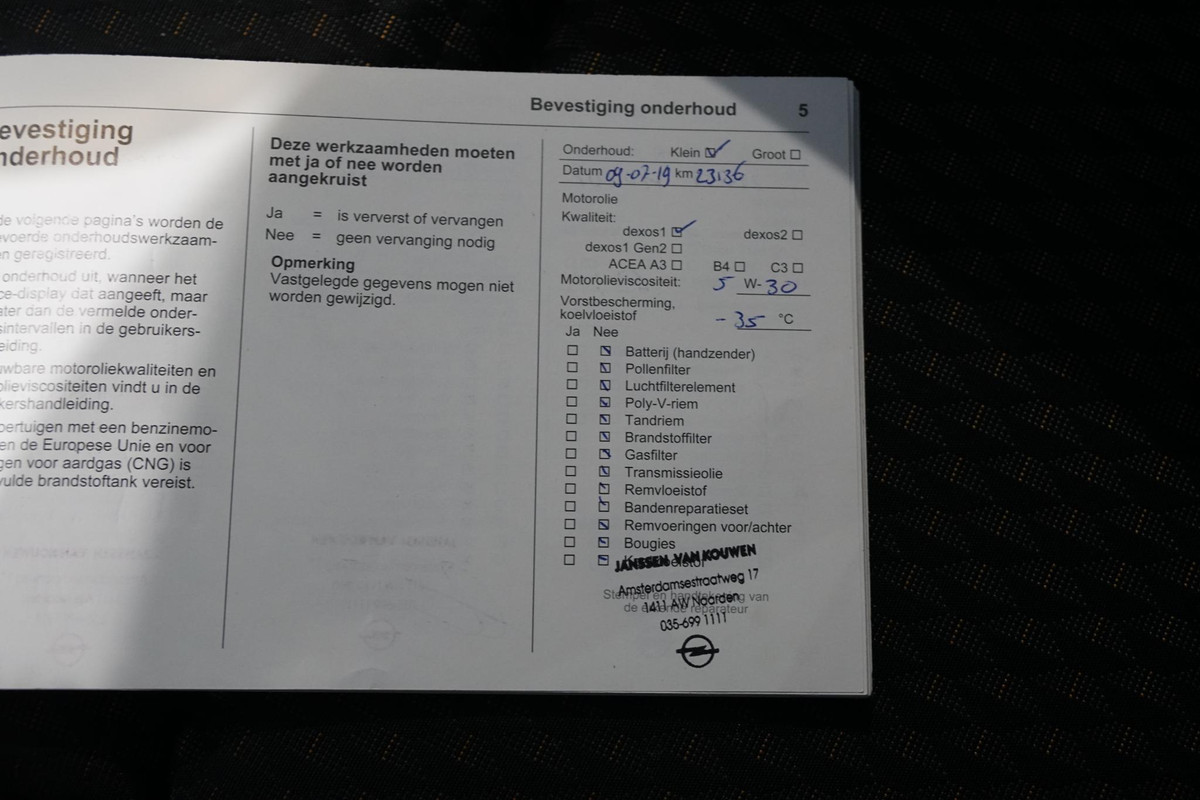 Bevestiging onderhoud 5
evestiging
nderhoud
de volgende pagina's worden de
evoerde onderhoudswerkzaam-
en geregistreerd.
onderhoud uit, wanneer het
ce-display dat aangeeft, maar
ater dan de vermelde onder-
sintervallen in de gebruikers-
eiding.
uwbare motoroliekwaliteiten en
olieviscositeiten vindt u in de
kershandleiding.
oertuigen met een benzinemo-
en de Europese Unie en voor
gen voor aardgas (CNG) is
vulde brandstoftank vereist.
Deze werkzaamheden moeten
met ja of nee worden
aangekruist
Ja = is ververst of vervangen
Nee = geen vervanging nodig
Opmerking
Vastgelegde gegevens mogen niet
worden gewijzigd.
Onderhoud: Klein Groot
Datum 09-07-19 km 23136
Motorolie
Kwaliteit:
dexos1 dexos2
dexos1 Gen2
ACEA A3 B4 C3
Motorolieviscositeit: 5 W-30
Vorstbescherming,
koelvloeistof -35 °C
Ja Nee
Batterij (handzender)
Pollenfilter
Luchtfilterelement
Poly-V-riem
Tandriem
Brandstoffilter
Gasfilter
Transmissieolie
Remvloeistof
Bandenreparatieset
Remvoeringen voor/achter
Bougies
JANSSEN VAN KOUWEN
Amsterdamsestraatweg 17
1411 AW Naarden
035-699 1111